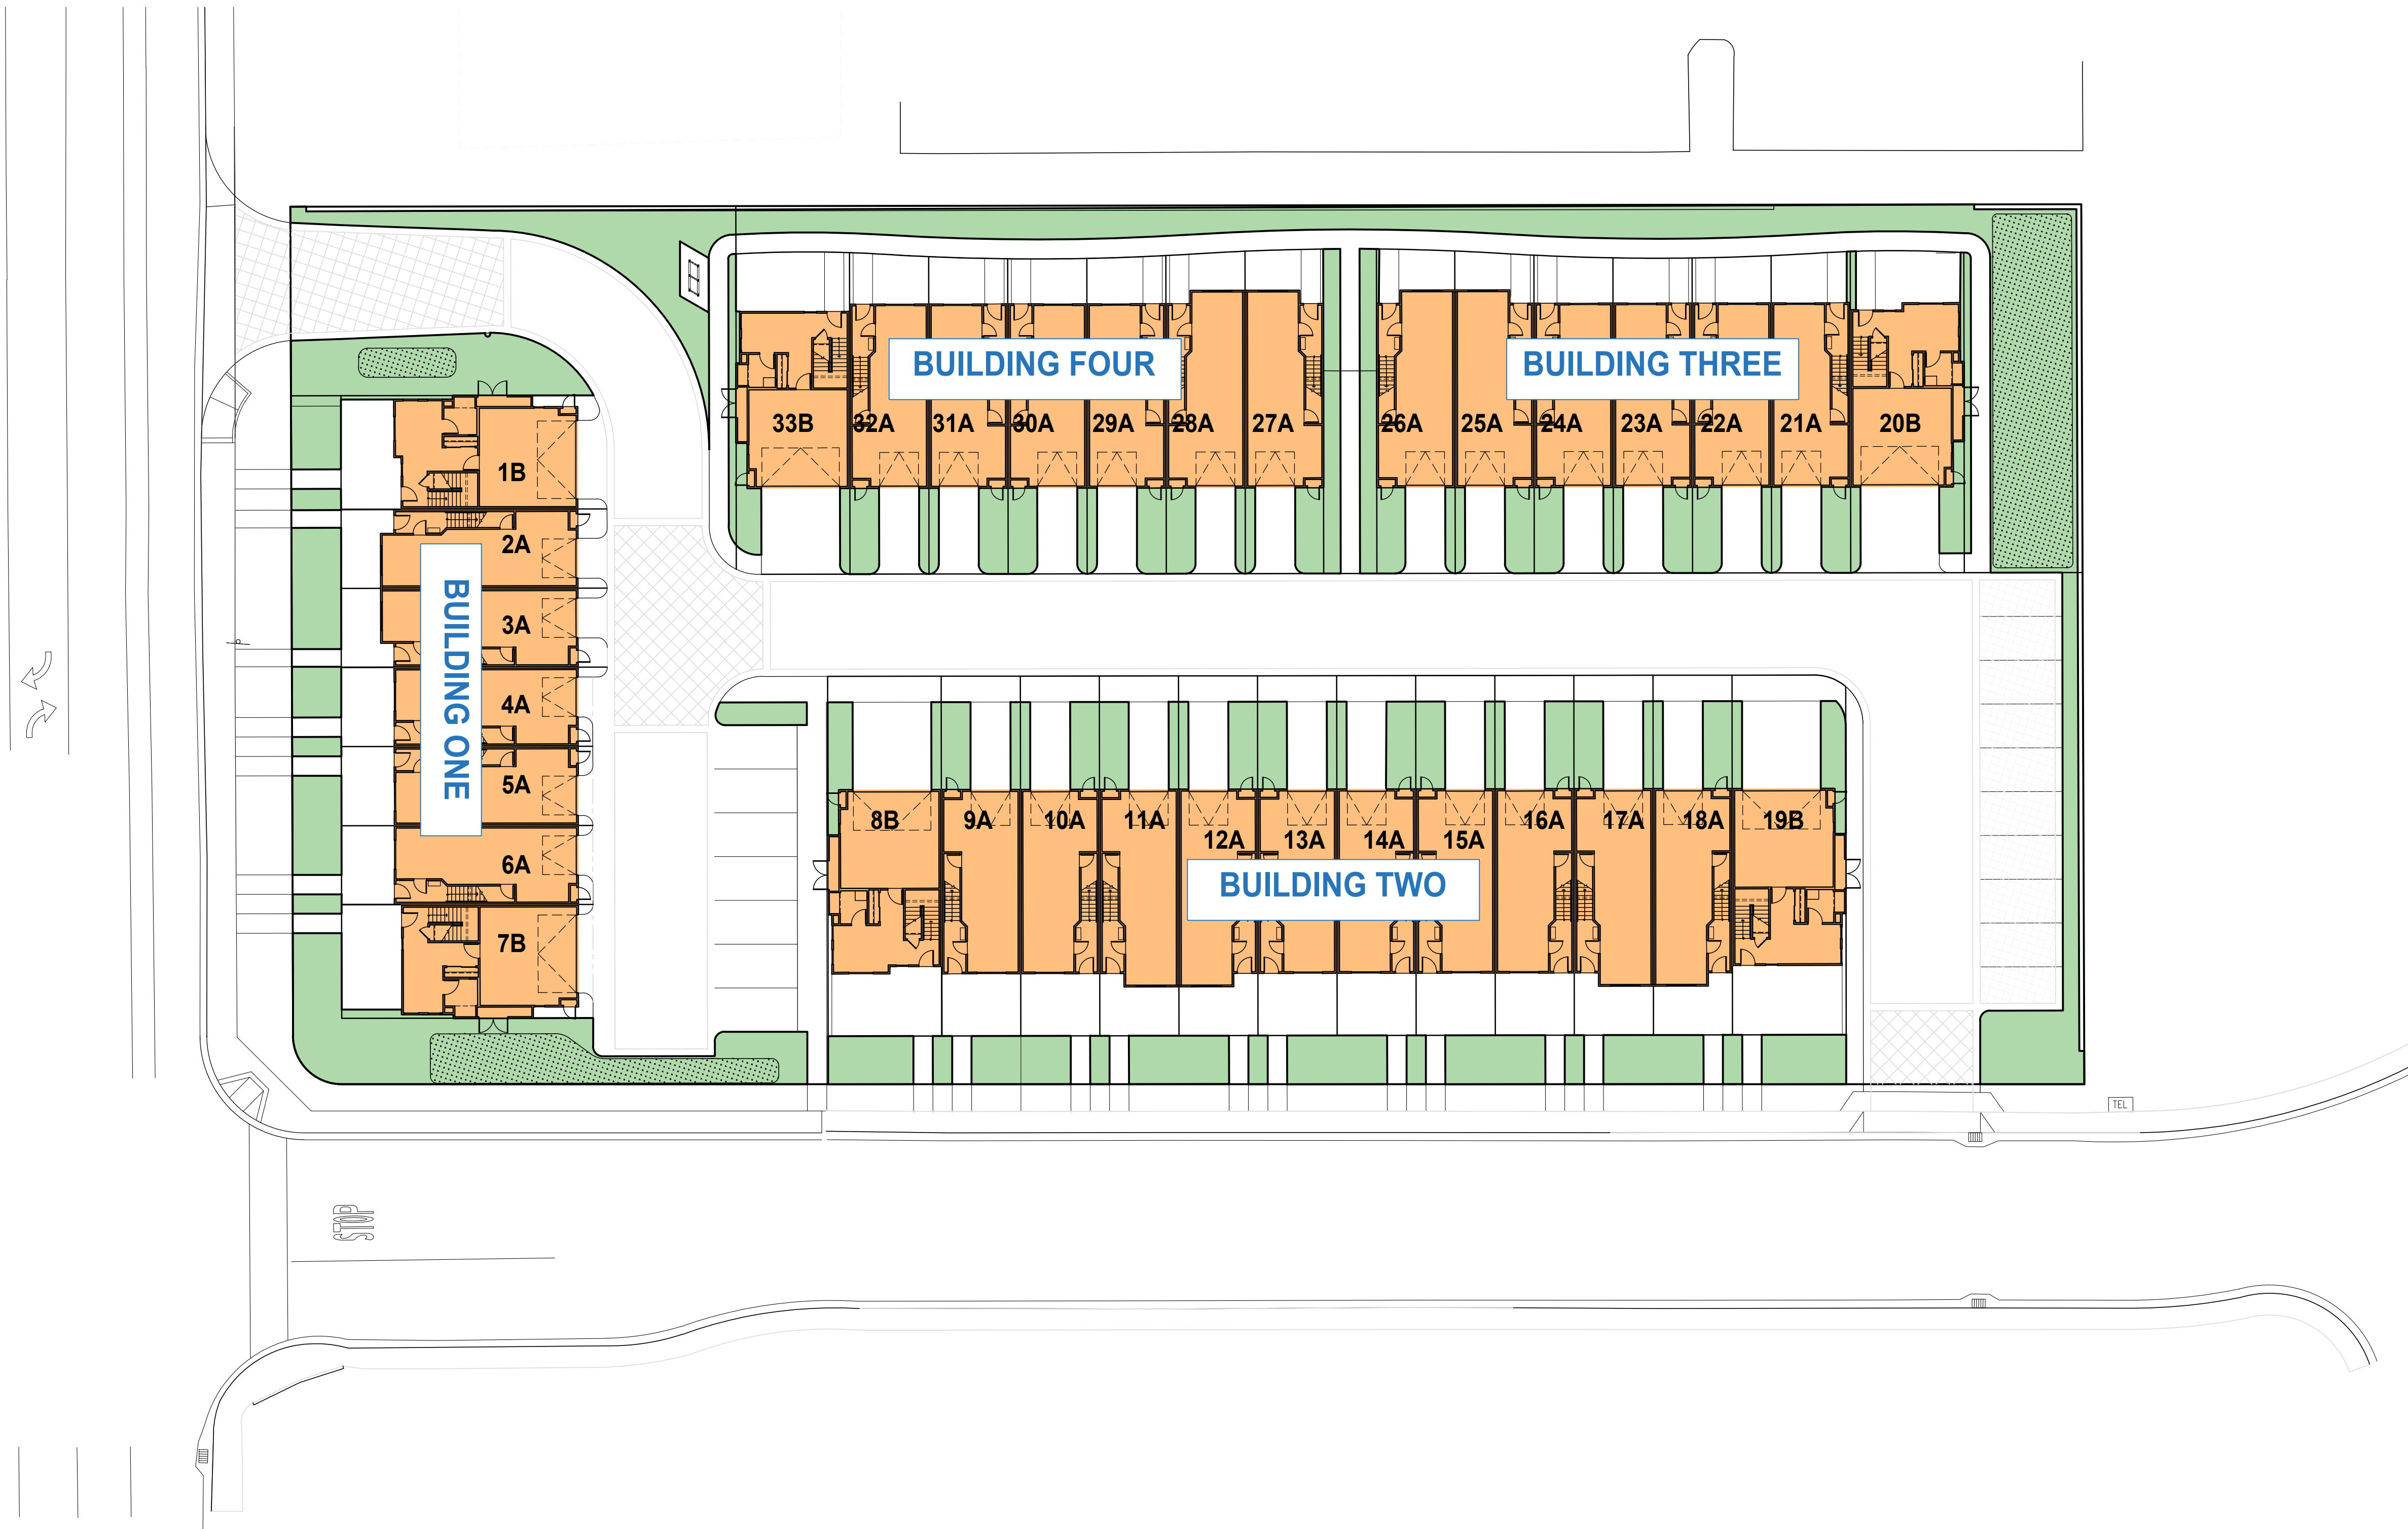 BUILDING FOUR
BUILDING THREE
33B
32A
31A
30A
29A
28A
27A
26A
25A
24A
23A
22A
21A
20B
1B
2A
3A
4A
5A
6A
7B
BUILDING ONE
8B
9A
10A
11A
12A
13A
14A
15A
16A
17A
18A
19B
BUILDING TWO
TEL
STOP